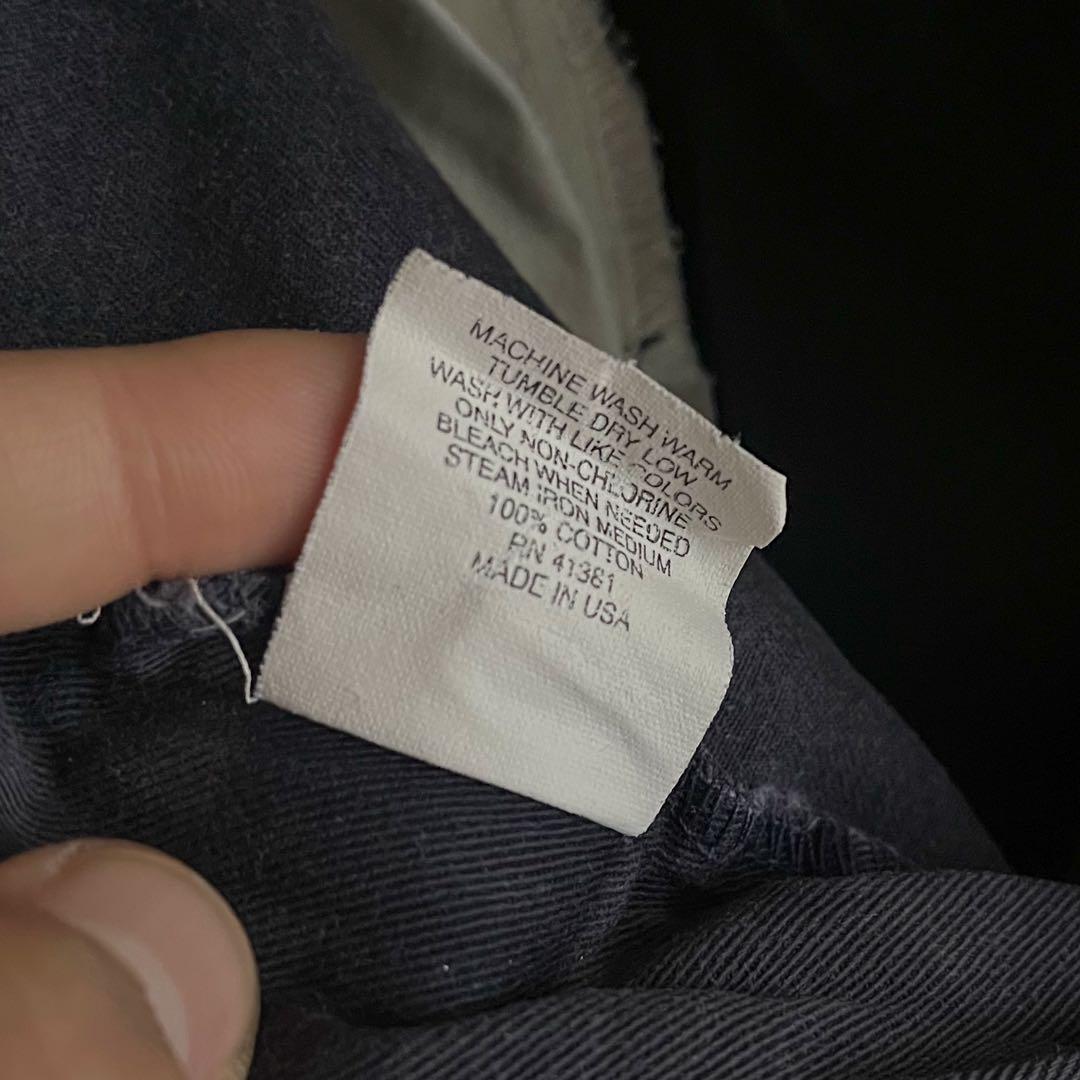 MACHINE WASH WARM
TUMBLE DRY LOW
WASH WITH LIKE COLORS
ONLY NON-CHLORINE
BLEACH WHEN NEEDED
STEAM IRON MEDIUM
100% COTTON
RN 41381
MADE IN USA